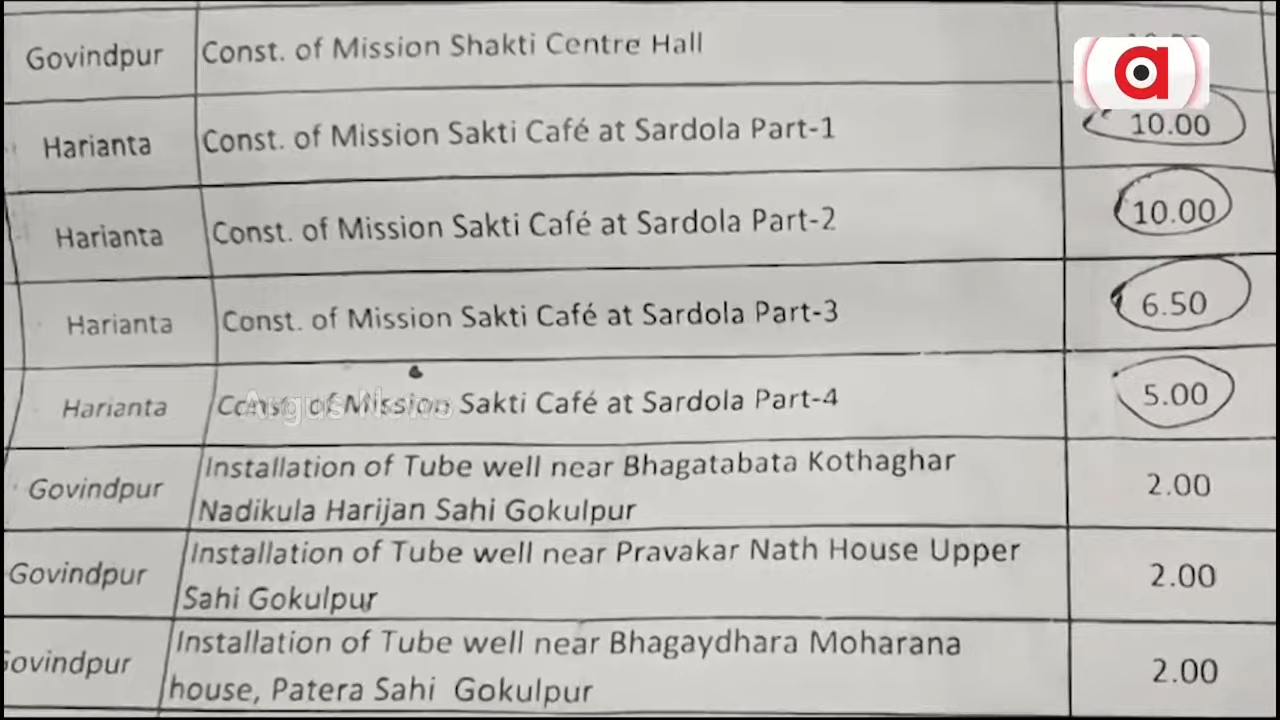 Govindpur Const. of Mission Shakti Centre Hall
a
Harianta Const. of Mission Sakti Café at Sardola Part-1 10.00
Harianta Const. of Mission Sakti Café at Sardola Part-2 10.00
Harianta Const. of Mission Sakti Café at Sardola Part-3 6.50
Harianta Const. of Mission Sakti Café at Sardola Part-4 5.00
Argus News
Govindpur Installation of Tube well near Bhagatabata Kothaghar
Nadikula Harijan Sahi Gokulpur 2.00
Govindpur Installation of Tube well near Pravakar Nath House Upper
Sahi Gokulpur 2.00
Govindpur Installation of Tube well near Bhagaydhara Moharana
house, Patera Sahi Gokulpur 2.00